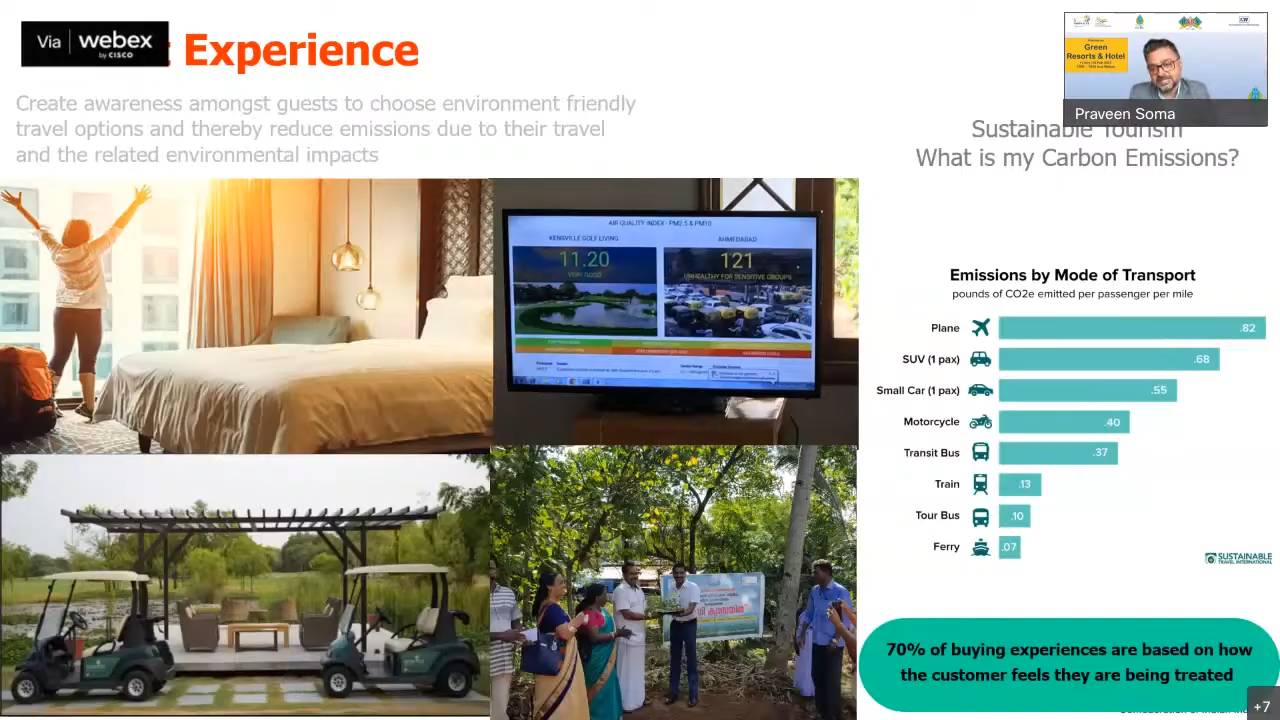 Via webex
by CISCO
Experience
Create awareness amongst guests to choose environment friendly
travel options and thereby reduce emissions due to their travel
and the related environmental impacts
Green
Resorts & Hotel
Praveen Soma
Sustainable Tourism
What is my Carbon Emissions?
AIR QUALITY INDEX - PM2.5 & PM10
KENSVILLE GOLF LIVING
11.20
VERY GOOD
AHMEDABAD
121
UNHEALTHY FOR SENSITIVE GROUPS
Emissions by Mode of Transport
pounds of CO2e emitted per passenger per mile
Plane .82
SUV (1 pax) .68
Small Car (1 pax) .55
Motorcycle .40
Transit Bus .37
Train .13
Tour Bus .10
Ferry .07
SUSTAINABLE
TRAVEL INTERNATIONAL
70% of buying experiences are based on how
the customer feels they are being treated
+7